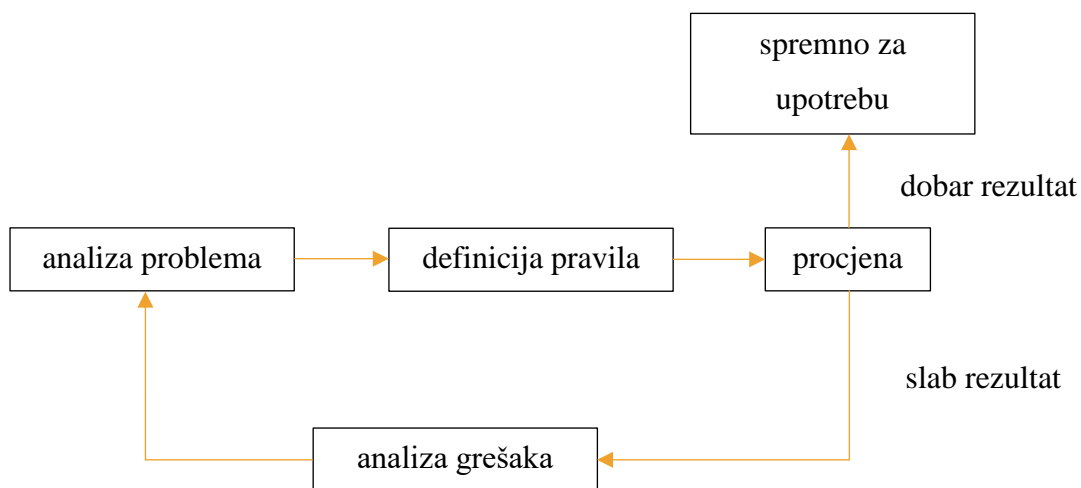 spremno za
upotrebu
dobar rezultat
analiza problema
definicija pravila
procjena
slab rezultat
analiza grešaka